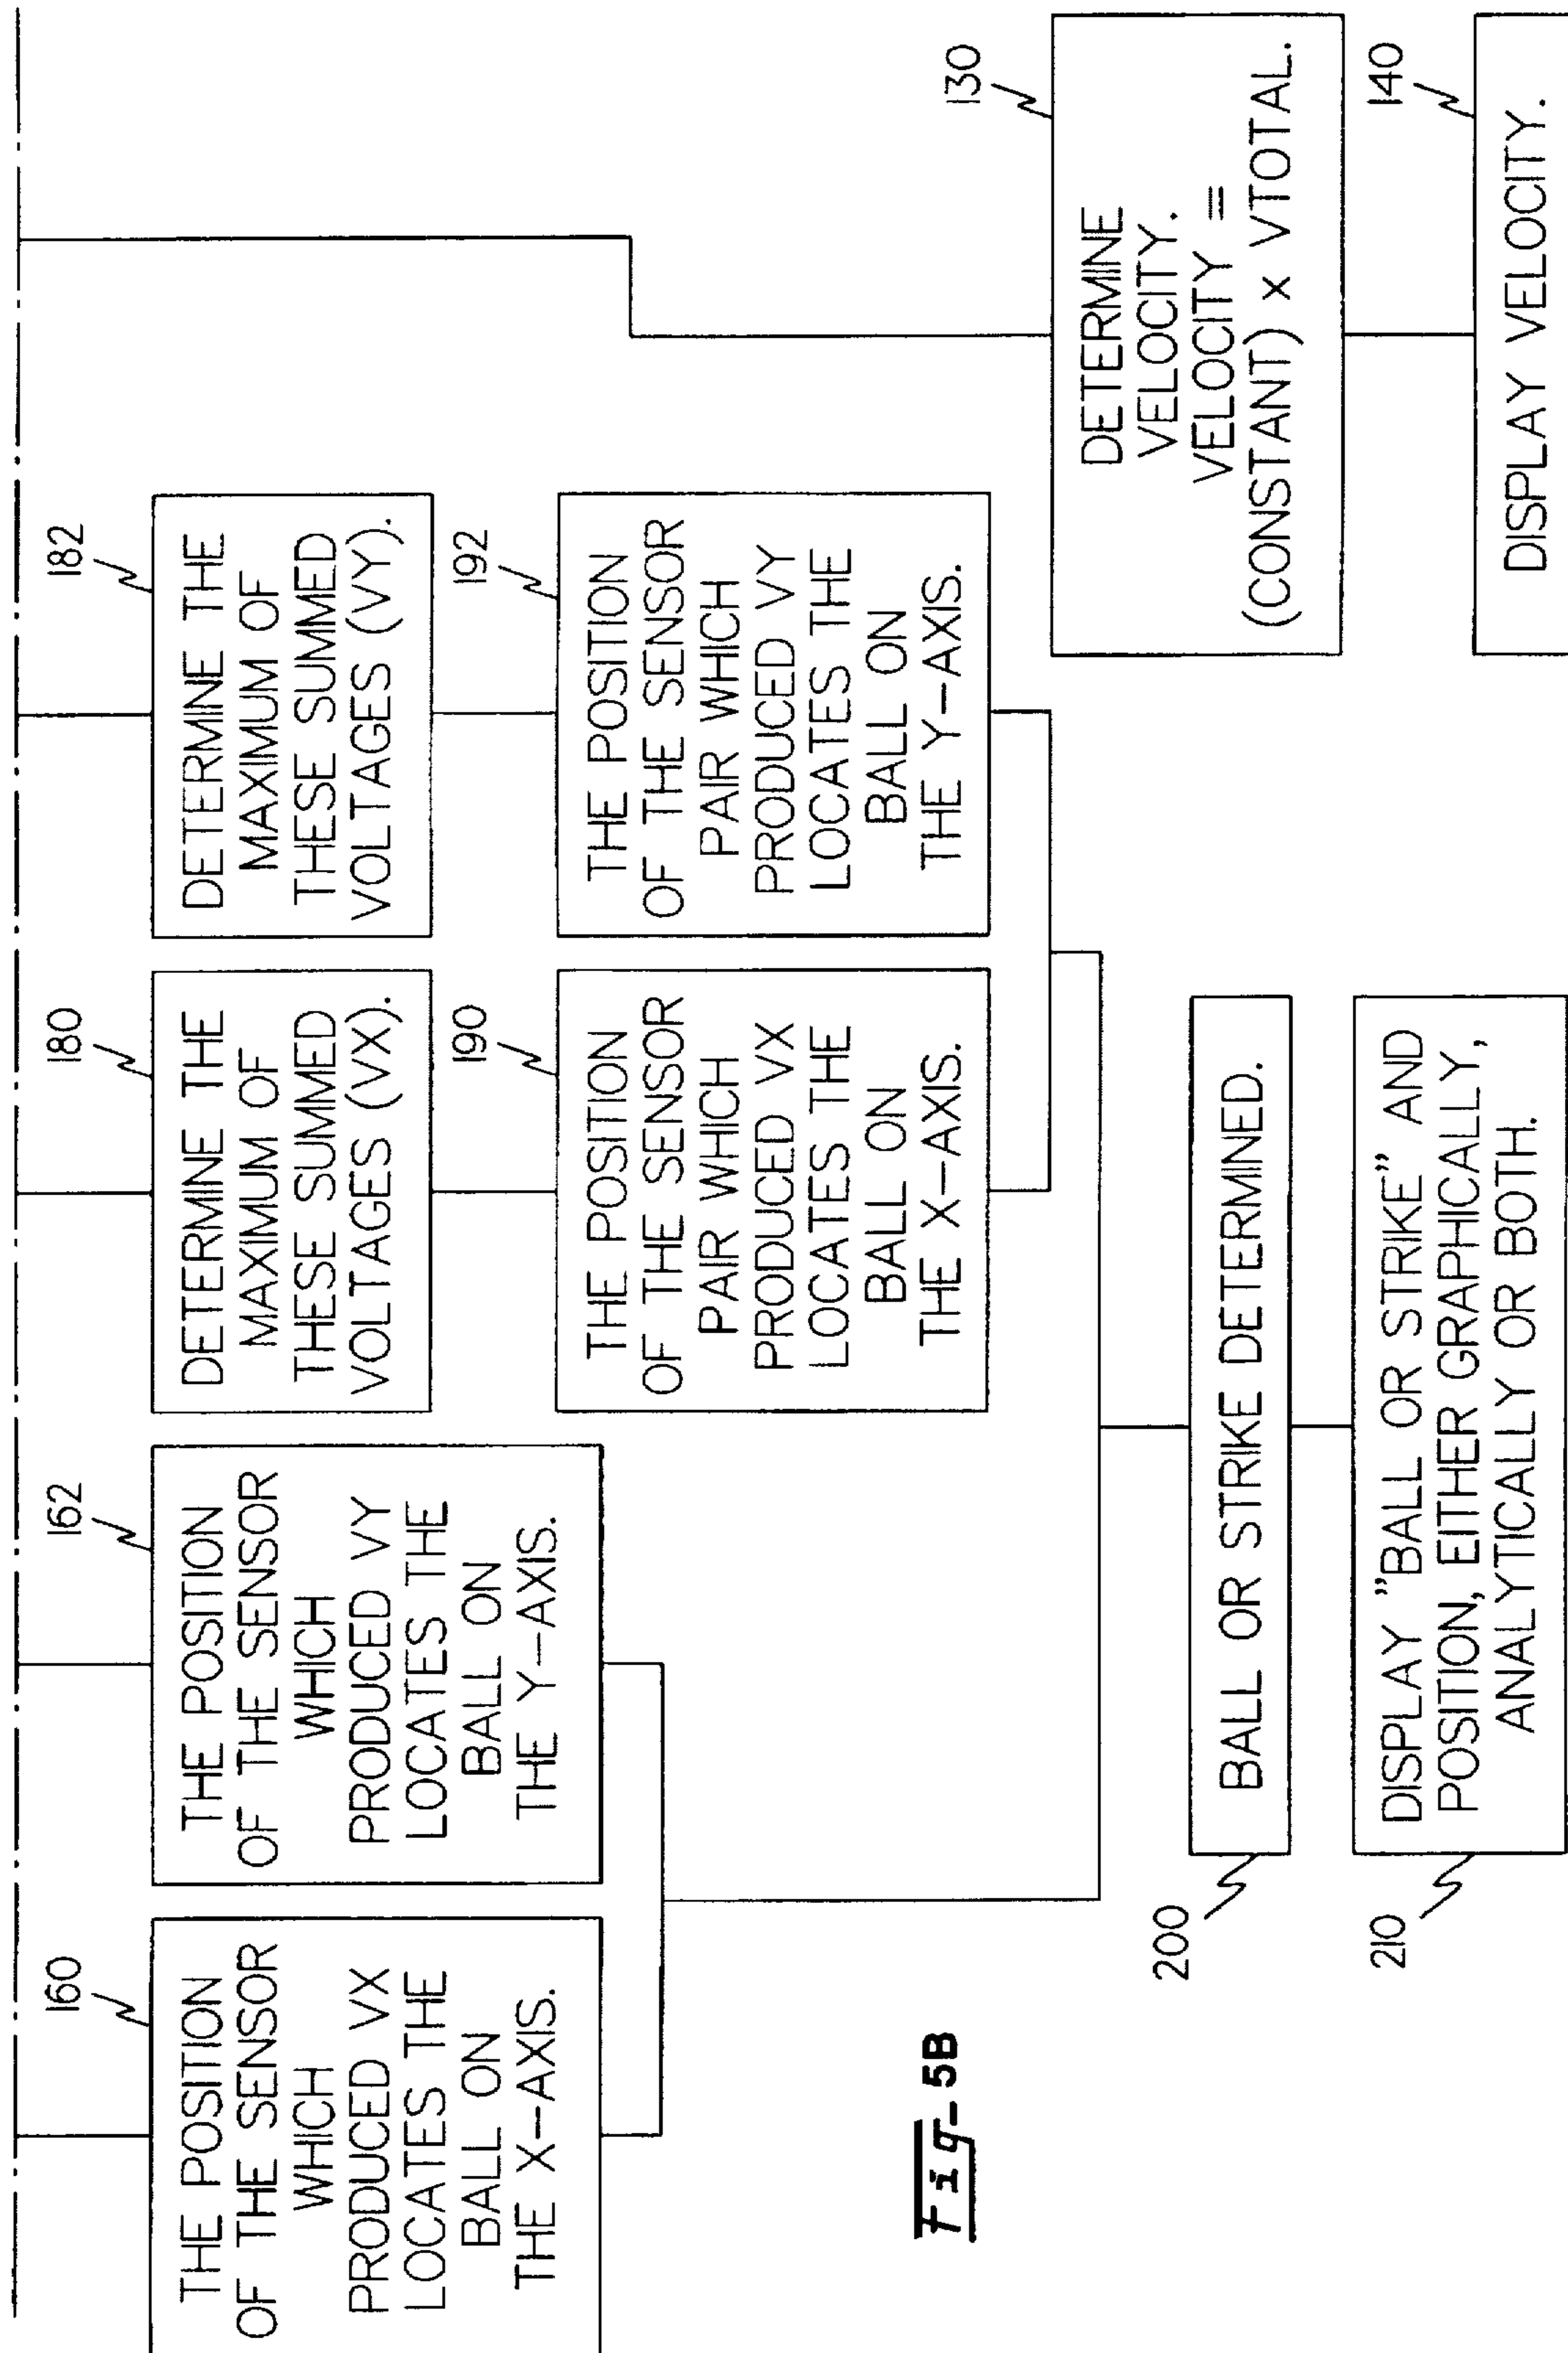 160
THE POSITION
OF THE SENSOR
WHICH
PRODUCED VX
LOCATES THE
BALL ON
THE X-AXIS.
162
THE POSITION
OF THE SENSOR
WHICH
PRODUCED VY
LOCATES THE
BALL ON
THE Y-AXIS.
180
DETERMINE THE
MAXIMUM OF
THESE SUMMED
VOLTAGES (VX).
182
DETERMINE THE
MAXIMUM OF
THESE SUMMED
VOLTAGES (VY).
190
THE POSITION
OF THE SENSOR
PAIR WHICH
PRODUCED VX
LOCATES THE
BALL ON
THE X-AXIS.
192
THE POSITION
OF THE SENSOR
PAIR WHICH
PRODUCED VY
LOCATES THE
BALL ON
THE Y-AXIS.
130
DETERMINE
VELOCITY.
VELOCITY =
(CONSTANT) x VTOTAL.
140
DISPLAY VELOCITY.
200
BALL OR STRIKE DETERMINED.
210
DISPLAY "BALL OR STRIKE" AND
POSITION, EITHER GRAPHICALLY,
ANALYTICALLY OR BOTH.
Fig-5B